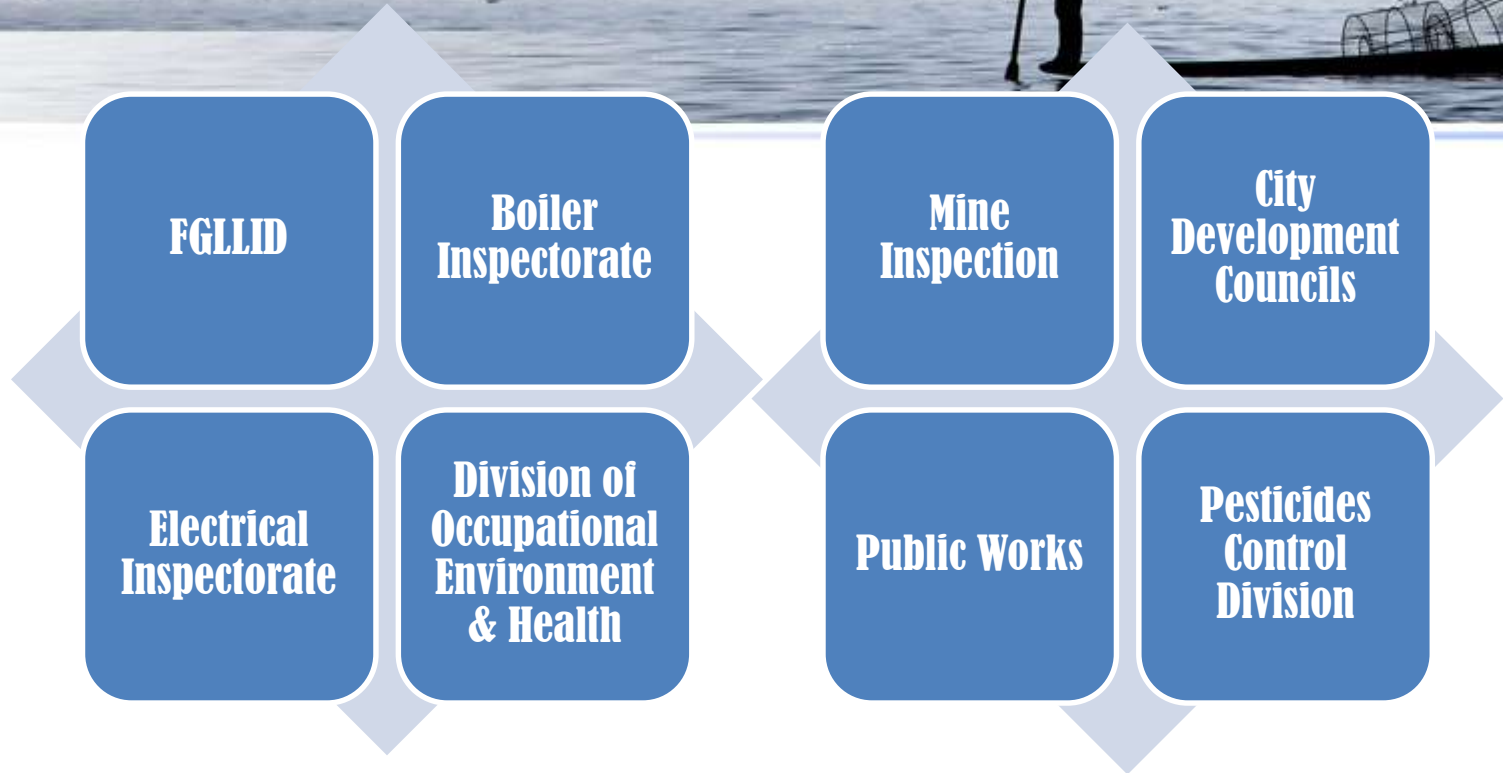 FGLLID
Boiler
Inspectorate
Electrical
Inspectorate
Division of
Occupational
Environment
& Health
Mine
Inspection
City
Development
Councils
Public Works
Pesticides
Control
Division